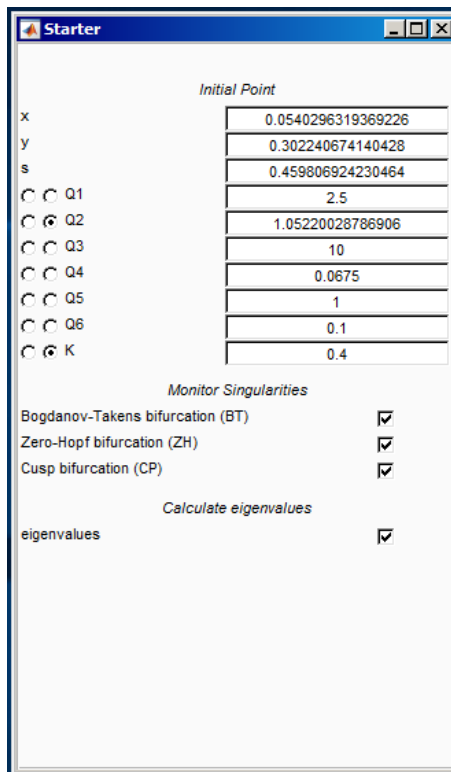 Starter
Initial Point
x 0.0540296319369226
y 0.302240674140428
s 0.459806924230464
Q1 2.5
Q2 1.05220028786906
Q3 10
Q4 0.0675
Q5 1
Q6 0.1
K 0.4
Monitor Singularities
Bogdanov-Takens bifurcation (BT)
Zero-Hopf bifurcation (ZH)
Cusp bifurcation (CP)
Calculate eigenvalues
eigenvalues